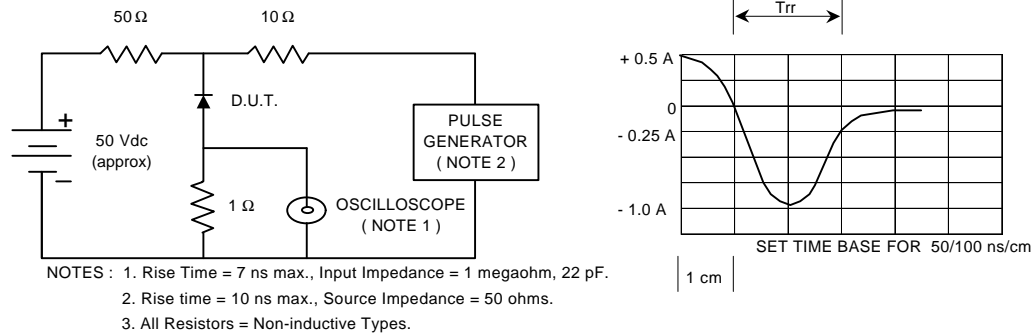 50 Ω
10 Ω
D.U.T.
+
50 Vdc
(approx)
−
1 Ω
OSCILLOSCOPE
( NOTE 1 )
PULSE
GENERATOR
( NOTE 2 )
Trr
+ 0.5 A
0
- 0.25 A
- 1.0 A
SET TIME BASE FOR 50/100 ns/cm
1 cm
NOTES : 1. Rise Time = 7 ns max., Input Impedance = 1 megaohm, 22 pF.
2. Rise time = 10 ns max., Source Impedance = 50 ohms.
3. All Resistors = Non-inductive Types.